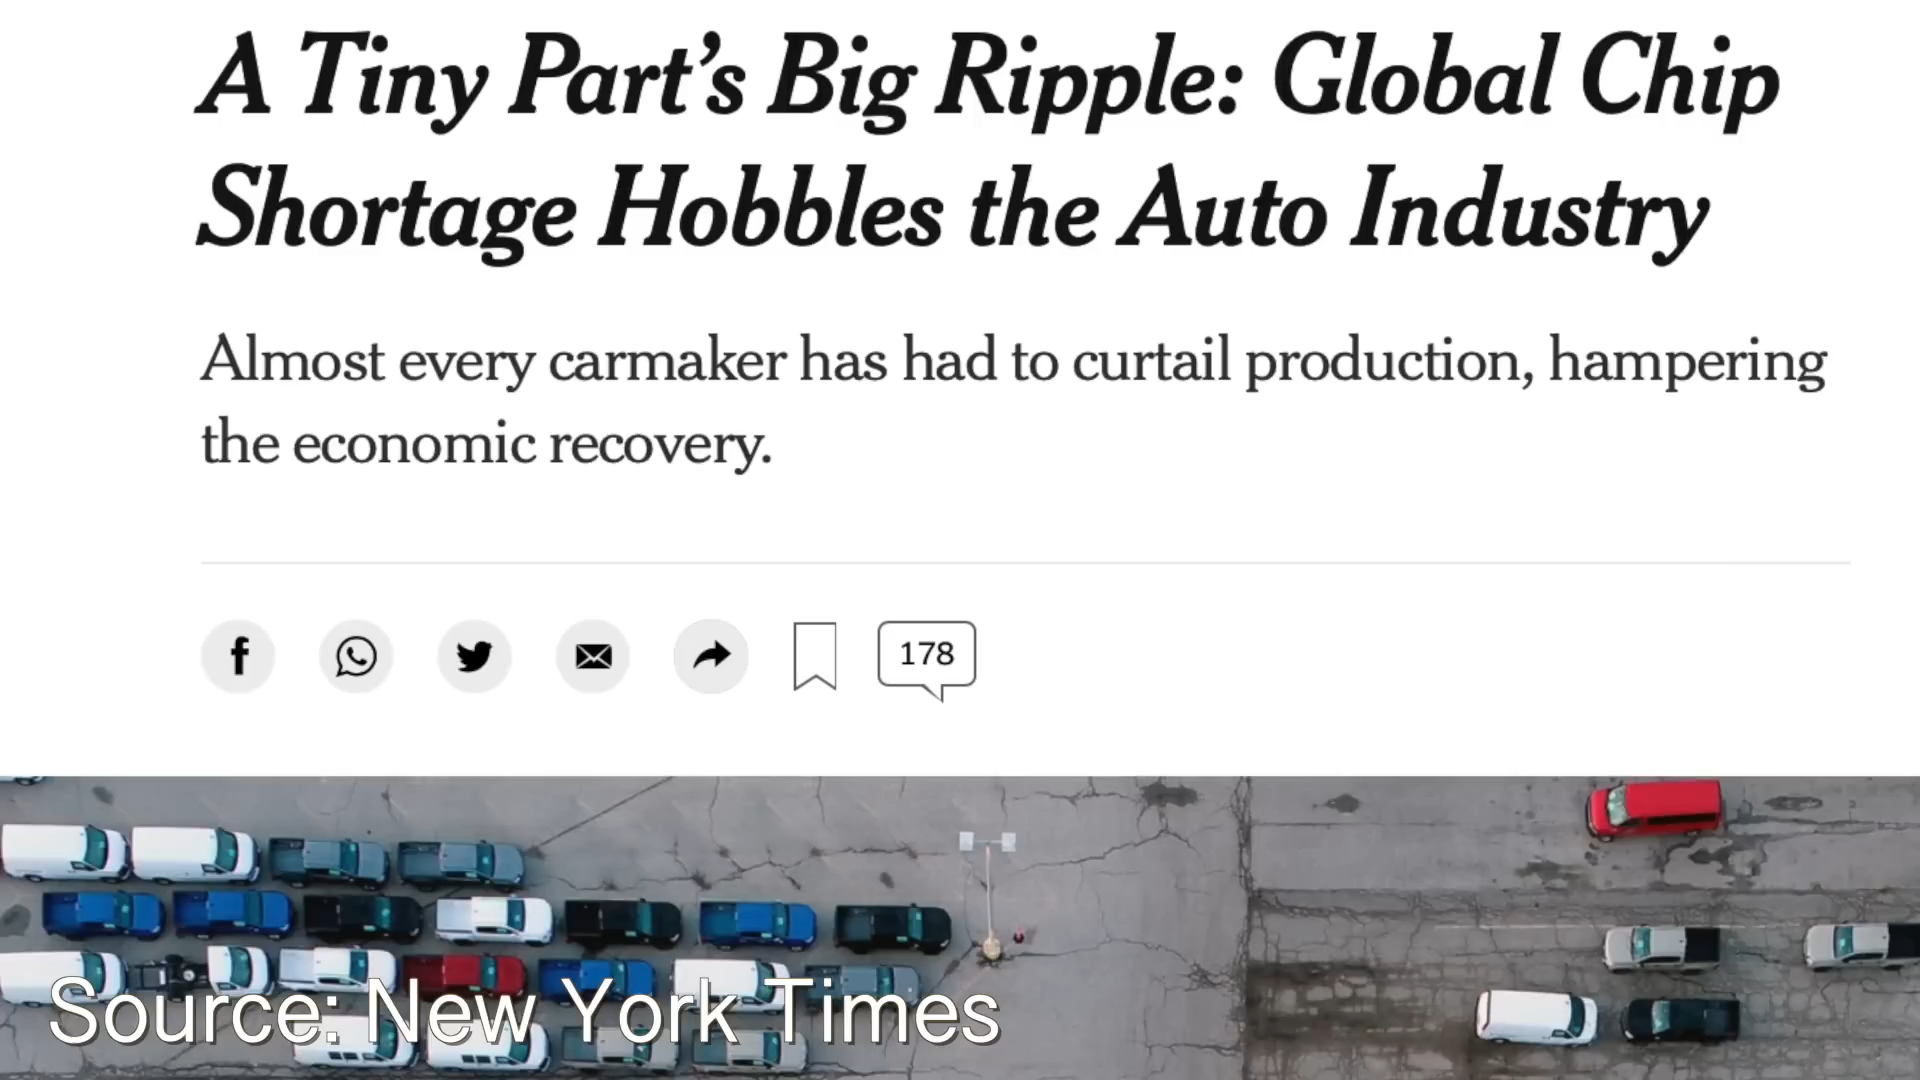 A Tiny Part’s Big Ripple: Global Chip
Shortage Hobbles the Auto Industry
Almost every carmaker has had to curtail production, hampering
the economic recovery.
178
Source: New York Times